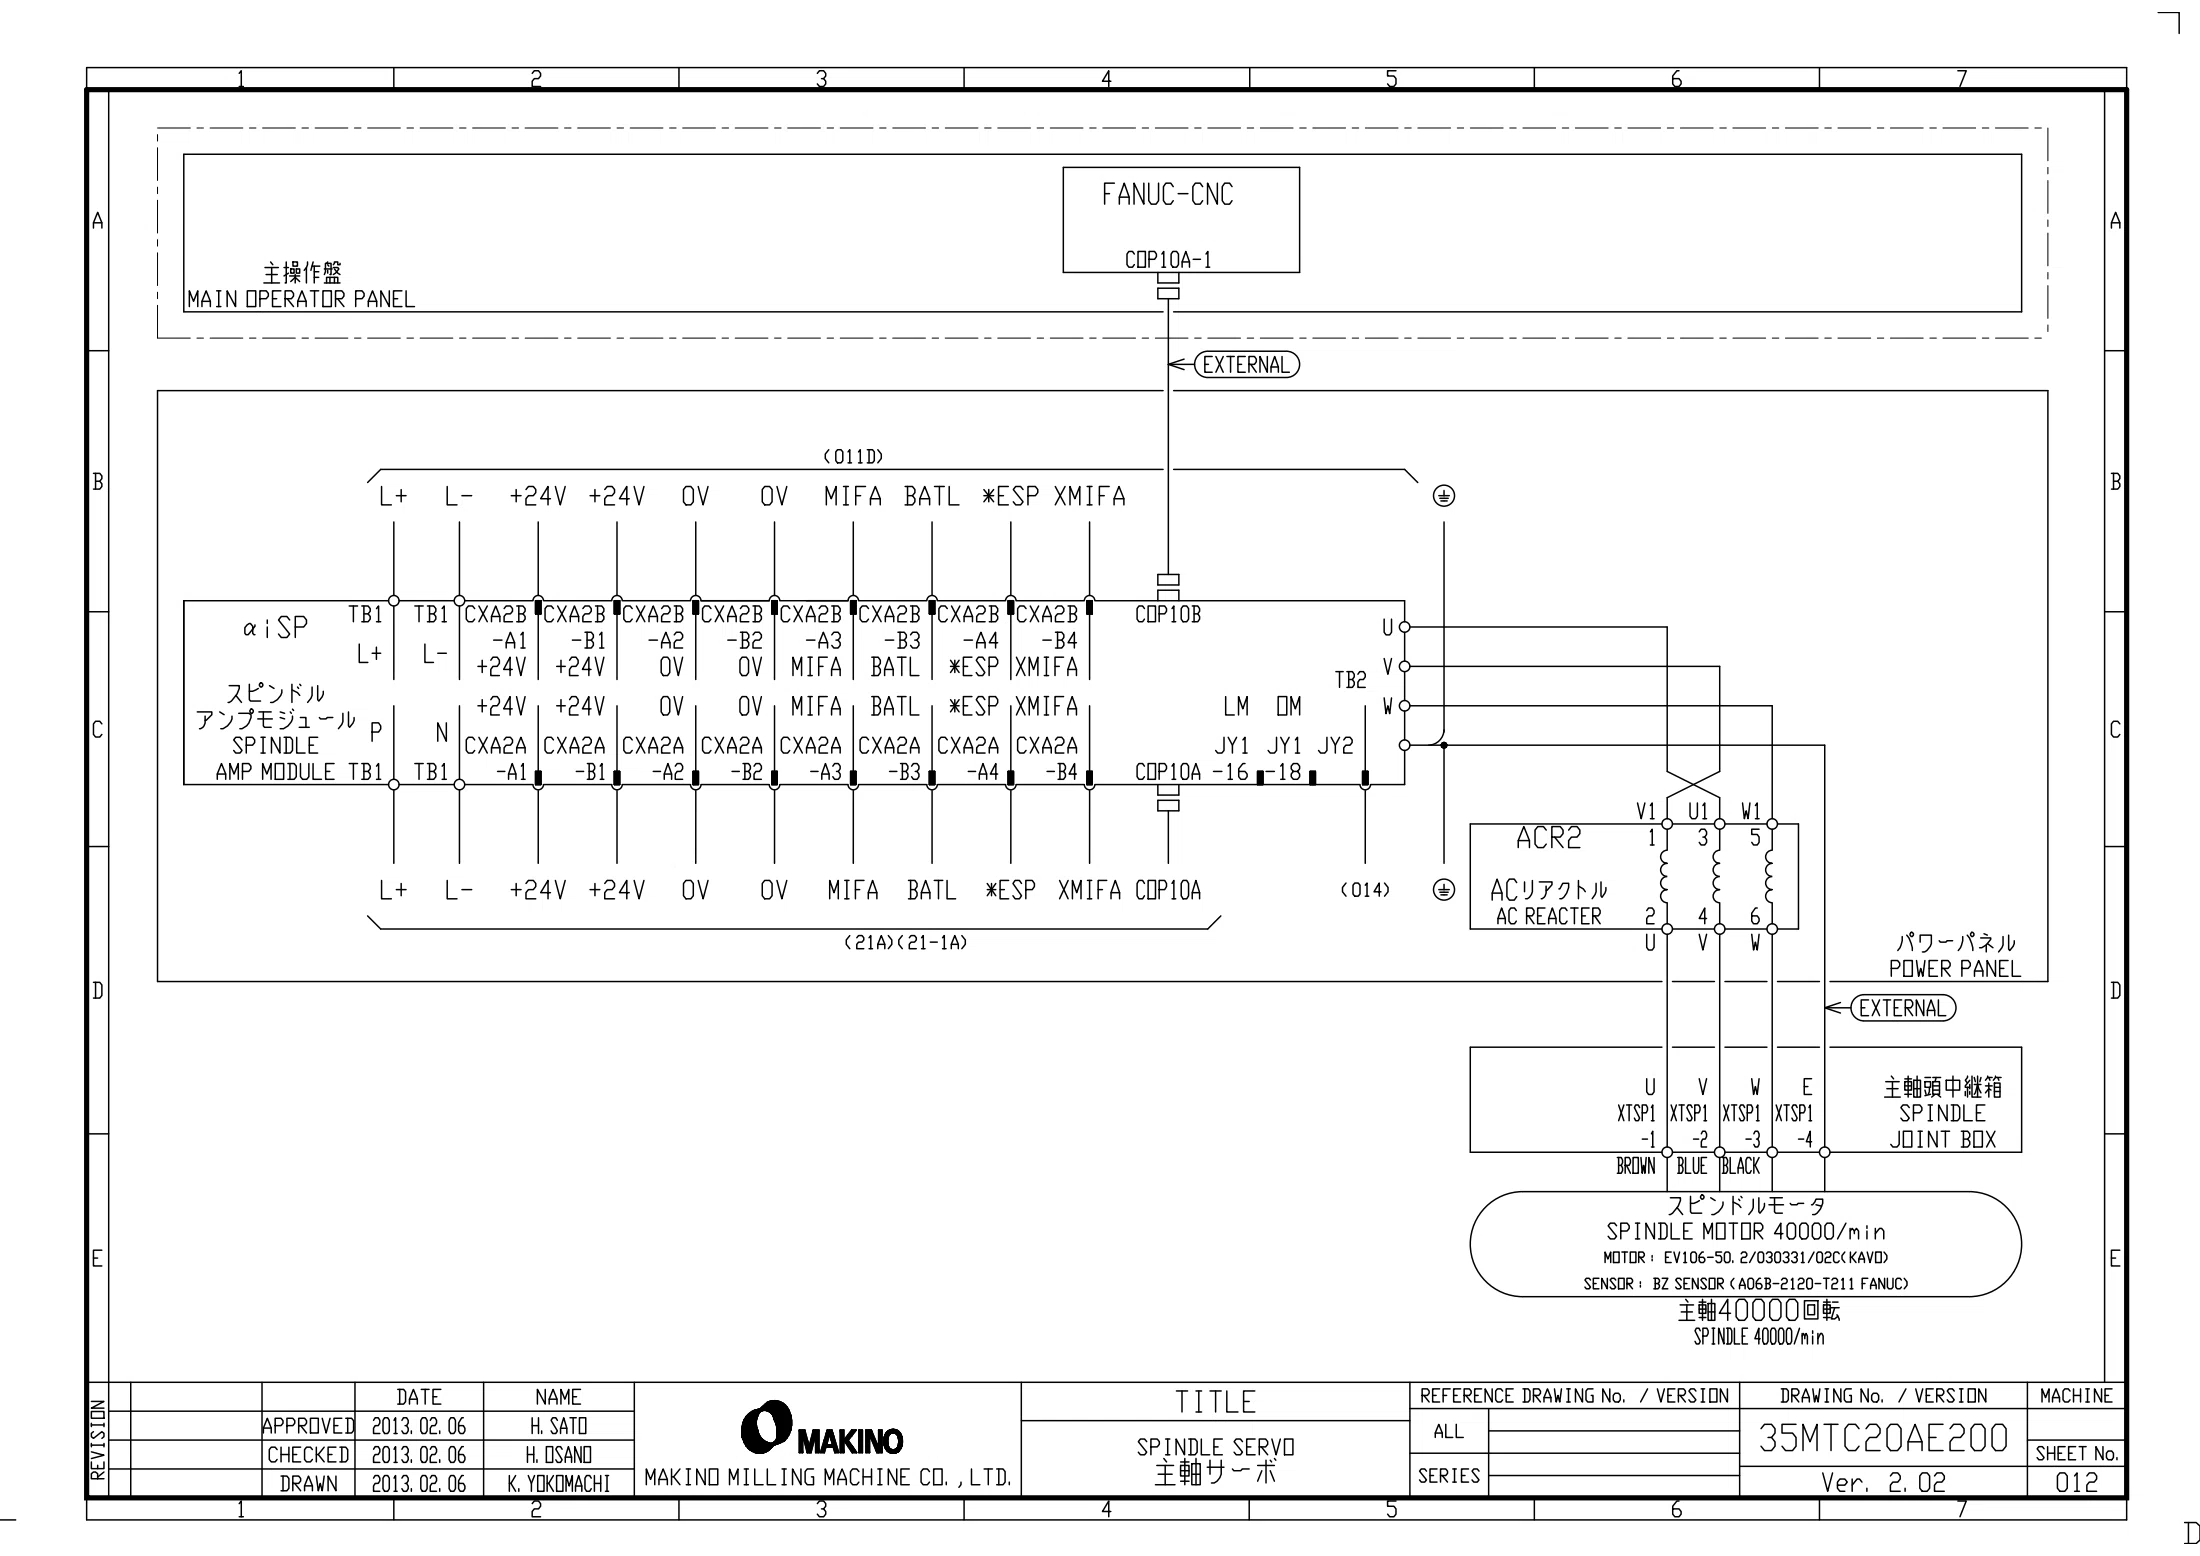 1 2 3 4 5 6 7
A A
FANUC-CNC
COP10A-1
主操作盤
MAIN OPERATOR PANEL
EXTERNAL
B B
(011D)
L+ L- +24V +24V 0V 0V MIFA BATL *ESP XMIFA
C C
αiSP
スピンドル
アンプモジュール
SPINDLE
AMP MODULE
TB1 TB1 CXA2B CXA2B CXA2B CXA2B CXA2B CXA2B CXA2B CXA2B COP10B
-A1 -B1 -A2 -B2 -A3 -B3 -A4 -B4
L+ L- +24V +24V 0V 0V MIFA BATL *ESP XMIFA
U
V
TB2
W
+24V +24V 0V 0V MIFA BATL *ESP XMIFA LM OM
P N CXA2A CXA2A CXA2A CXA2A CXA2A CXA2A CXA2A CXA2A JY1 JY1 JY2
TB1 TB1 -A1 -B1 -A2 -B2 -A3 -B3 -A4 -B4 COP10A -16 -18
L+ L- +24V +24V 0V 0V MIFA BATL *ESP XMIFA COP10A (014)
(21A)(21-1A)
V1 U1 W1
ACR2 1 3 5
ACリアクトル
AC REACTER 2 4 6
U V W
パワーパネル
POWER PANEL
D D
EXTERNAL
U V W E
XTSP1 XTSP1 XTSP1 XTSP1
-1 -2 -3 -4
主軸頭中継箱
SPINDLE
JOINT BOX
BROWN BLUE BLACK
E E
スピンドルモータ
SPINDLE MOTOR 40000/min
MOTOR: EV106-50.2/030331/02C(KAVO)
SENSOR: BZ SENSOR(A06B-2120-T211 FANUC)
主軸40000回転
SPINDLE 40000/min
REVISION
DATE NAME
APPROVED 2013.02.06 H.SATO
CHECKED 2013.02.06 H.OSANO
DRAWN 2013.02.06 K.YOKOMACHI
MAKINO
MAKINO MILLING MACHINE CO.,LTD.
TITLE
SPINDLE SERVO
主軸サーボ
REFERENCE DRAWING No. / VERSION
ALL
SERIES
DRAWING No. / VERSION
35MTC20AE200
Ver. 2.02
MACHINE
SHEET No.
012
1 2 3 4 5 6 7
D